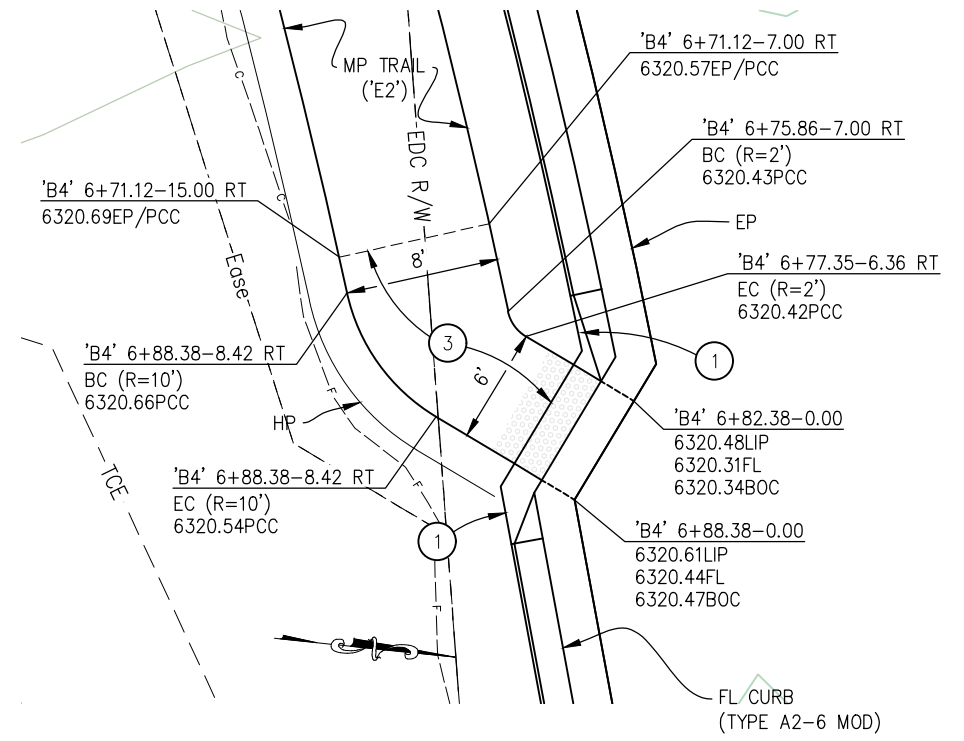 'B4' 6+71.12-7.00 RT
6320.57EP/PCC
MP TRAIL
('E2')
'B4' 6+75.86-7.00 RT
BC (R=2')
6320.43PCC
EDC R/W
C
C
'B4' 6+71.12-15.00 RT
6320.69EP/PCC
EP
8'
'B4' 6+77.35-6.36 RT
EC (R=2')
6320.42PCC
Ease
3
1
'B4' 6+88.38-8.42 RT
BC (R=10')
6320.66PCC
6'
F
HP
'B4' 6+82.38-0.00
6320.48LIP
6320.31FL
6320.34BOC
F
TCE
'B4' 6+88.38-8.42 RT
EC (R=10')
6320.54PCC
F
1
'B4' 6+88.38-0.00
6320.61LIP
6320.44FL
6320.47BOC
F
FL CURB
(TYPE A2-6 MOD)